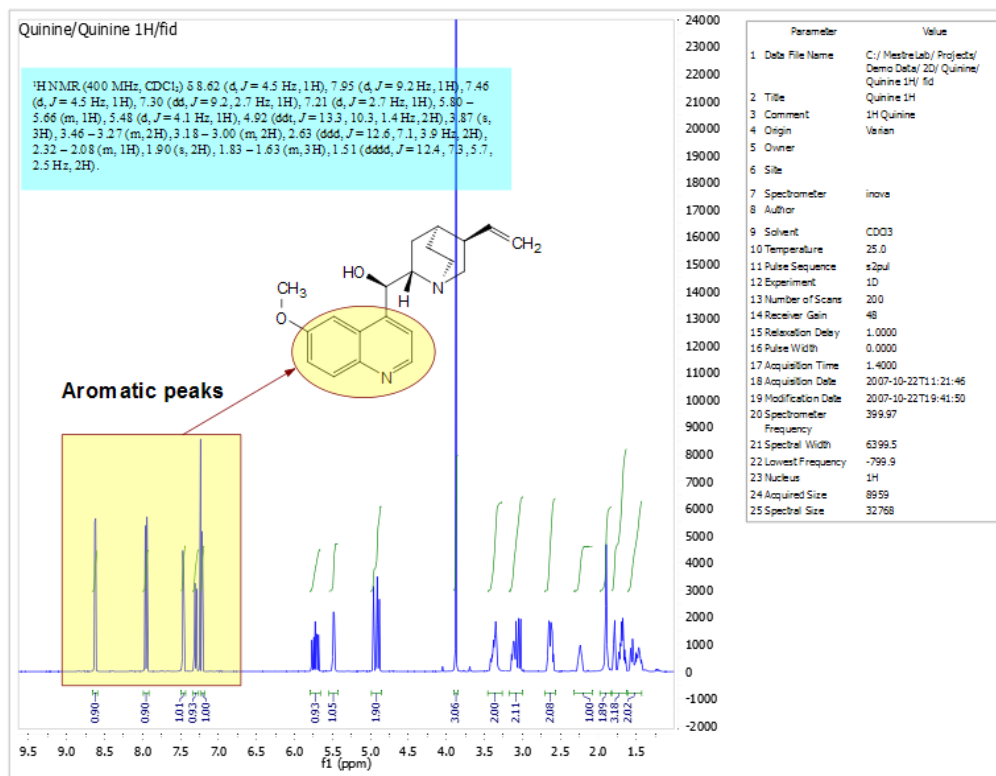 Quinine/Quinine 1H/fid
¹H NMR (400 MHz, CDCl₃) δ 8.62 (d, J = 4.5 Hz, 1H), 7.95 (d, J = 9.2 Hz, 1H), 7.46
(d, J = 4.5 Hz, 1H), 7.30 (dd, J = 9.2, 2.7 Hz, 1H), 7.21 (d, J = 2.7 Hz, 1H), 5.80 –
5.66 (m, 1H), 5.48 (d, J = 4.1 Hz, 1H), 4.92 (ddt, J = 13.3, 10.3, 1.4 Hz, 2H), 3.87 (s,
3H), 3.46 – 3.27 (m, 2H), 3.18 – 3.00 (m, 2H), 2.63 (ddd, J = 12.6, 7.1, 3.9 Hz, 2H),
2.32 – 2.08 (m, 1H), 1.90 (s, 2H), 1.83 – 1.63 (m, 3H), 1.51 (dddd, J = 12.4, 7.3, 5.7,
2.5 Hz, 2H).
CH₂
HO
H
N
CH₃
O
N
Aromatic peaks
0.90
0.90
1.01
0.93
1.00
0.93
1.05
1.90
3.06
2.00
2.11
2.08
1.00
1.89
3.18
2.02
9.5 9.0 8.5 8.0 7.5 7.0 6.5 6.0 5.5 5.0 4.5 4.0 3.5 3.0 2.5 2.0 1.5
f1 (ppm)
24000
23000
22000
21000
20000
19000
18000
17000
16000
15000
14000
13000
12000
11000
10000
9000
8000
7000
6000
5000
4000
3000
2000
1000
0
-1000
-2000
Parameter Value
1 Data File Name C:/ MestreLab/ Projects/
Demo Data/ 2D/ Quinine/
Quinine 1H/ fid
2 Title Quinine 1H
3 Comment 1H Quinine
4 Origin Varian
5 Owner
6 Site
7 Spectrometer inova
8 Author
9 Solvent CDCl3
10 Temperature 25.0
11 Pulse Sequence s2pul
12 Experiment 1D
13 Number of Scans 200
14 Receiver Gain 48
15 Relaxation Delay 1.0000
16 Pulse Width 0.0000
17 Acquisition Time 1.4000
18 Acquisition Date 2007-10-22T11:21:46
19 Modification Date 2007-10-22T19:41:50
20 Spectrometer 399.97
Frequency
21 Spectral Width 6399.5
22 Lowest Frequency -799.9
23 Nucleus 1H
24 Acquired Size 8959
25 Spectral Size 32768